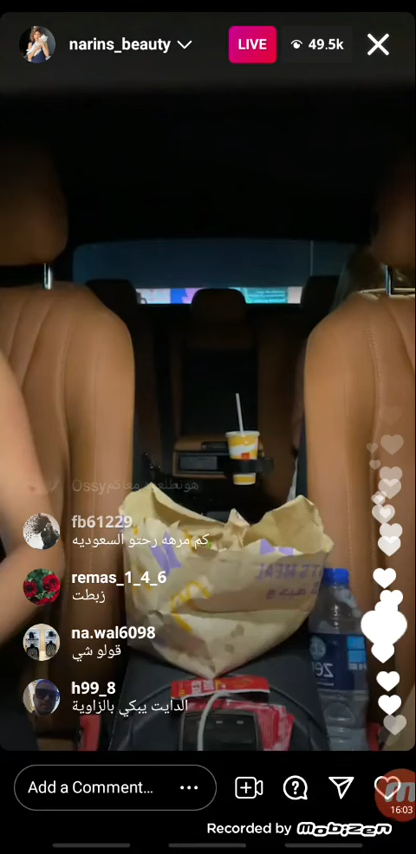 narins_beauty
LIVE
49.5k
fb61229
كم مرهه رحتو السعوديه
remas_1_4_6
زبطت
na.wal6098
قولو شي
h99_8
الدايت يبكي بالزاوية
Add a Comment...
16:03
Recorded by Mobizen